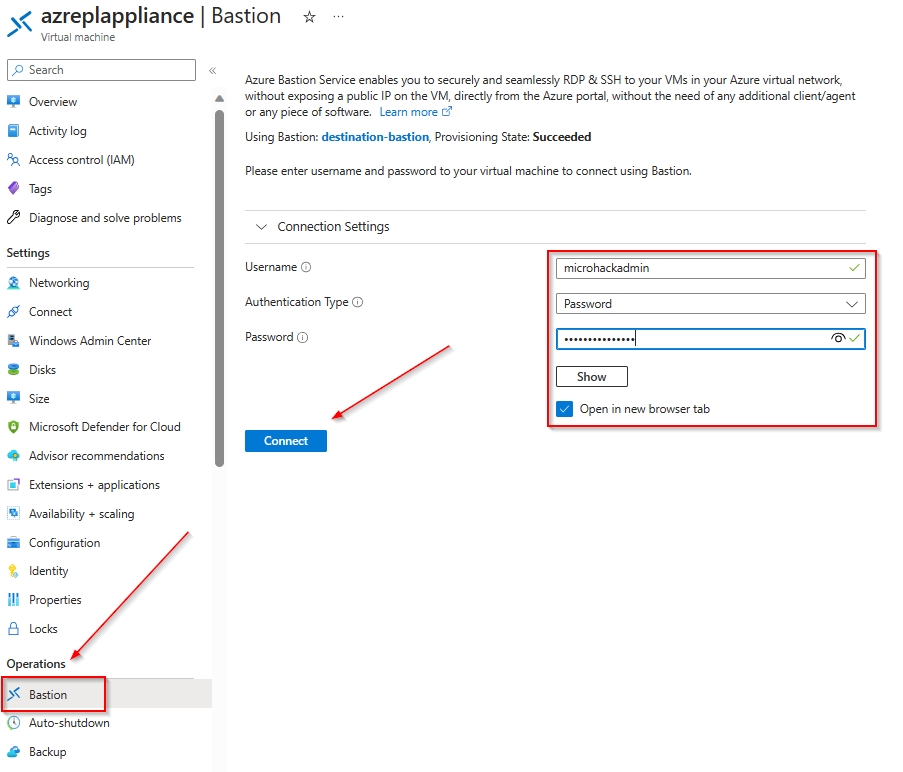 azreplappliance | Bastion
Virtual machine
Search
Overview
Activity log
Access control (IAM)
Tags
Diagnose and solve problems
Settings
Networking
Connect
Windows Admin Center
Disks
Size
Microsoft Defender for Cloud
Advisor recommendations
Extensions + applications
Availability + scaling
Configuration
Identity
Properties
Locks
Operations
Bastion
Auto-shutdown
Backup
Azure Bastion Service enables you to securely and seamlessly RDP & SSH to your VMs in your Azure virtual network,
without exposing a public IP on the VM, directly from the Azure portal, without the need of any additional client/agent
or any piece of software. Learn more
Using Bastion: destination-bastion, Provisioning State: Succeeded
Please enter username and password to your virtual machine to connect using Bastion.
Connection Settings
Username
microhackadmin
Authentication Type
Password
Password
•••••••••••••••
Show
Open in new browser tab
Connect